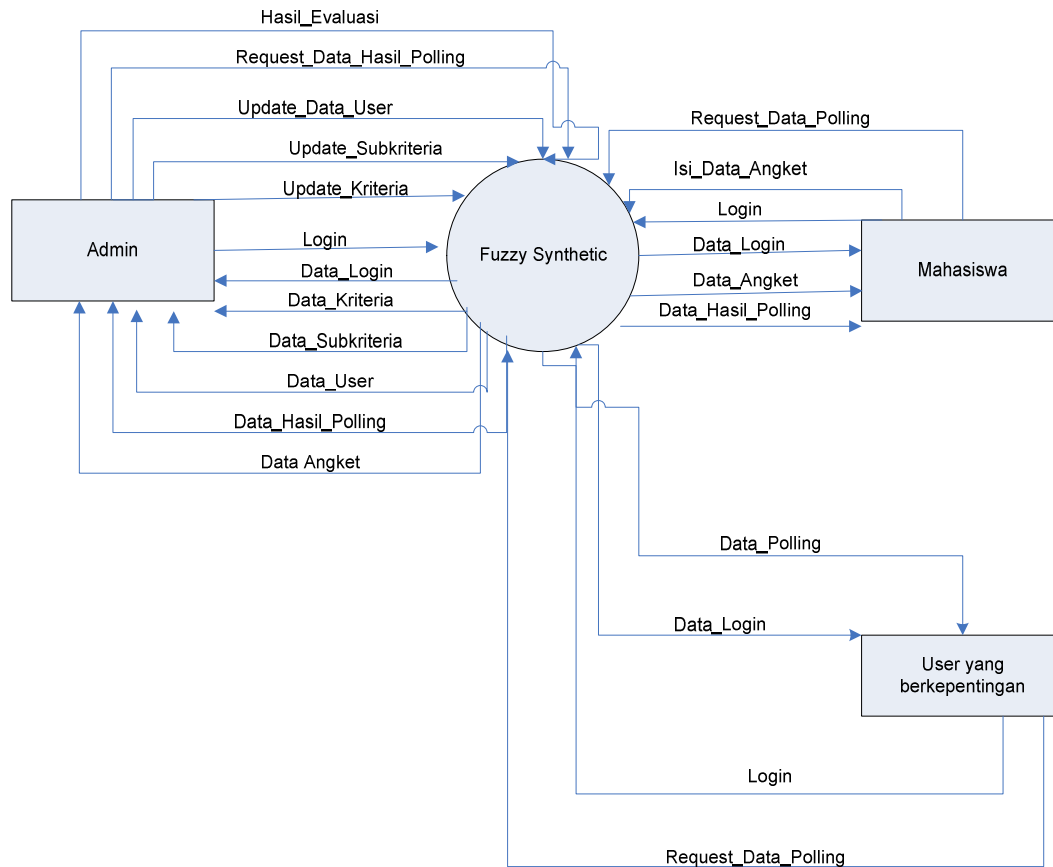 Hasil_Evaluasi
Request_Data_Hasil_Polling
Update_Data_User
Request_Data_Polling
Update_Subkriteria
Isi_Data_Angket
Update_Kriteria
Login
Login
Admin
Fuzzy Synthetic
Data_Login
Mahasiswa
Data_Login
Data_Angket
Data_Kriteria
Data_Hasil_Polling
Data_Subkriteria
Data_User
Data_Hasil_Polling
Data Angket
Data_Polling
Data_Login
User yang
berkepentingan
Login
Request_Data_Polling